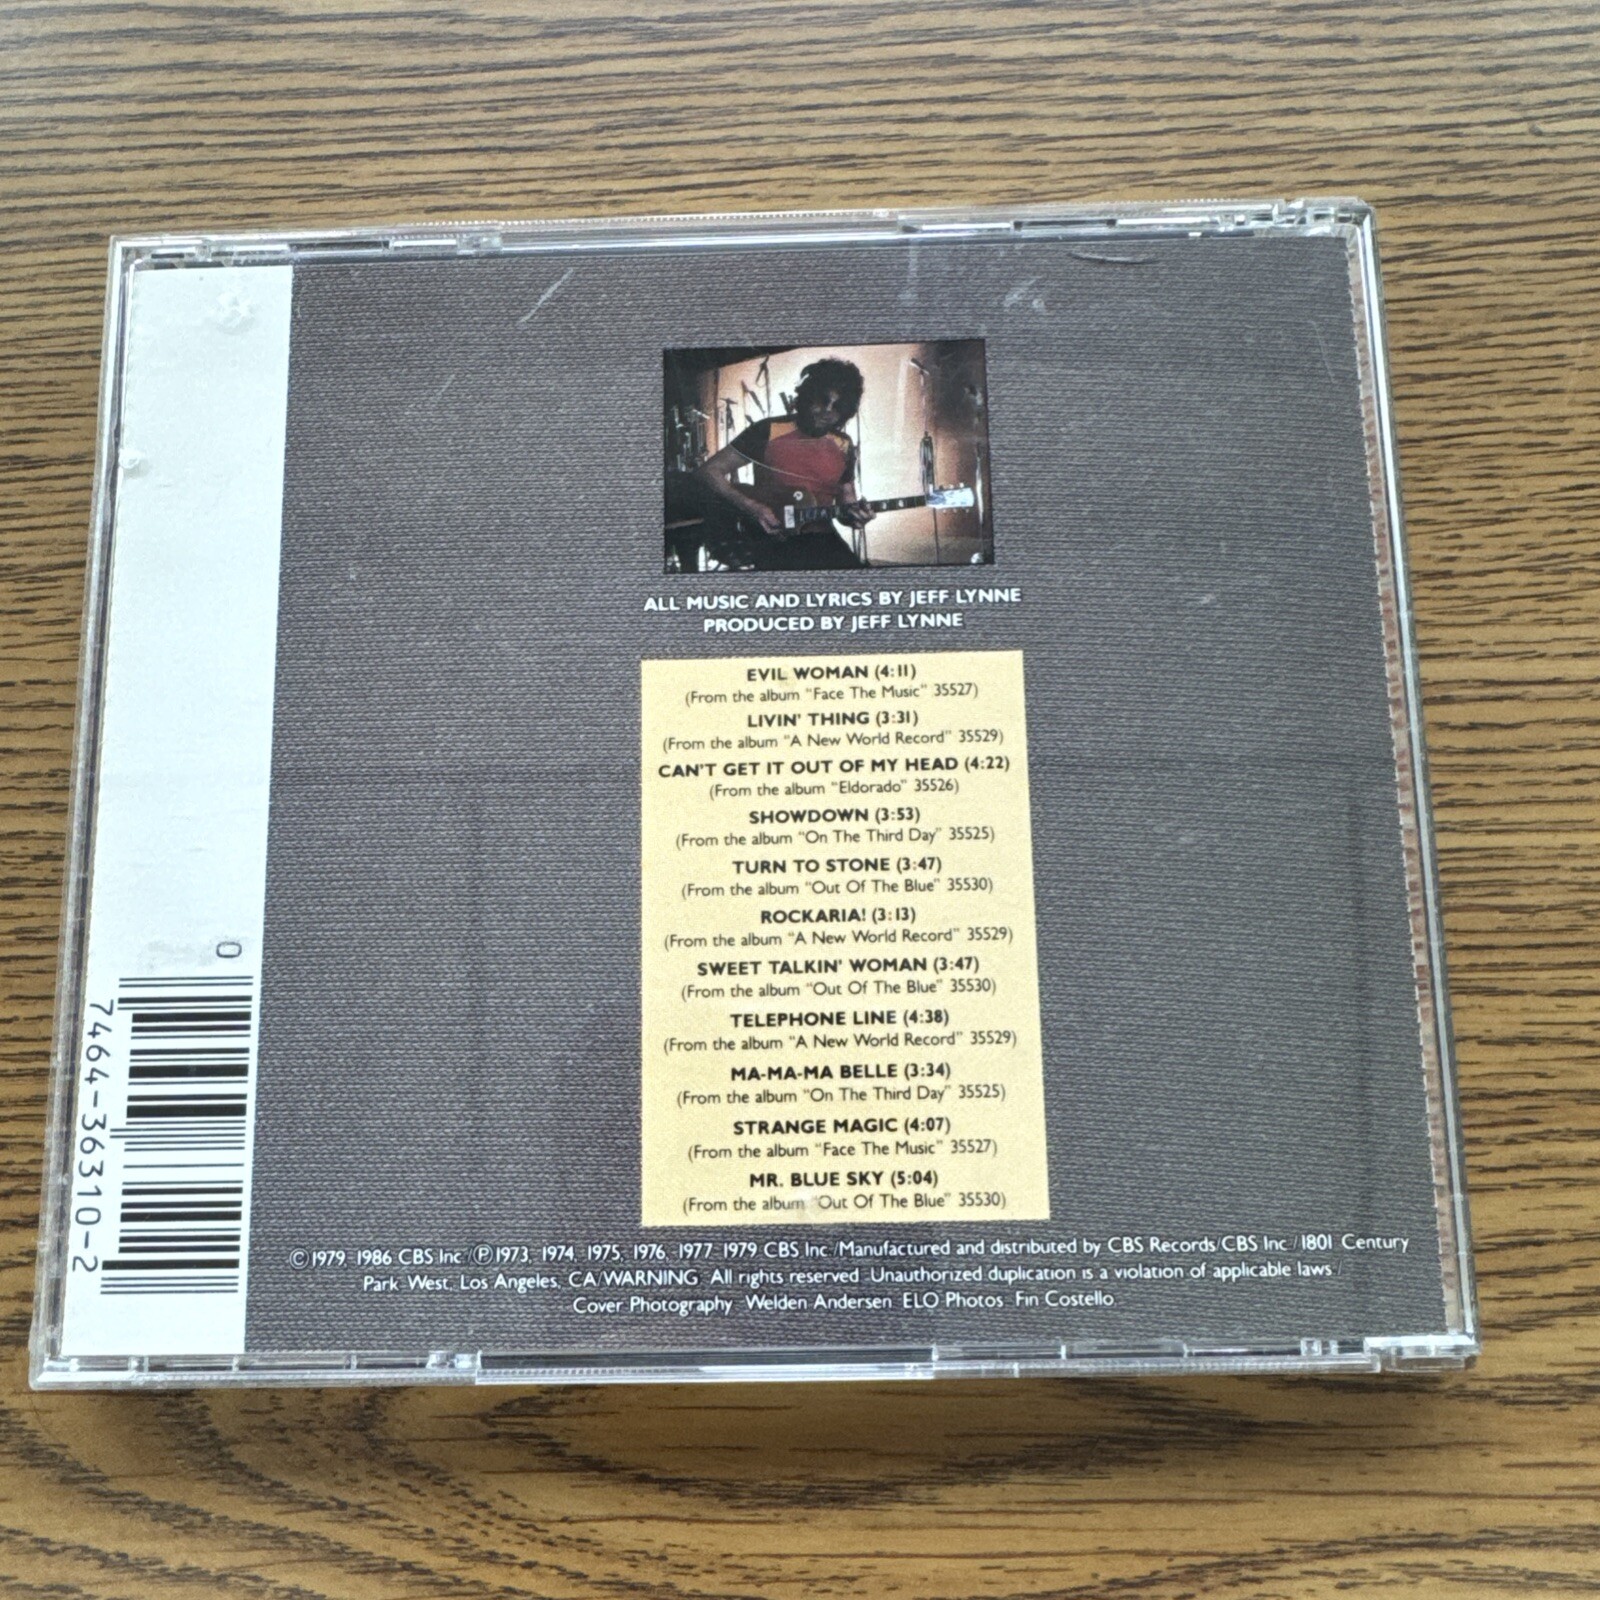 ALL MUSIC AND LYRICS BY JEFF LYNNE
PRODUCED BY JEFF LYNNE
EVIL WOMAN (4:11)
(From the album "Face The Music" 35527)
LIVIN' THING (3:31)
(From the album "A New World Record" 35529)
CAN'T GET IT OUT OF MY HEAD (4:22)
(From the album "Eldorado" 35526)
SHOWDOWN (3:53)
(From the album "On The Third Day" 35525)
TURN TO STONE (3:47)
(From the album "Out Of The Blue" 35530)
ROCKARIA! (3:13)
(From the album "A New World Record" 35529)
SWEET TALKIN' WOMAN (3:47)
(From the album "Out Of The Blue" 35530)
TELEPHONE LINE (4:38)
(From the album "A New World Record" 35529)
MA-MA-MA BELLE (3:34)
(From the album "On The Third Day" 35525)
STRANGE MAGIC (4:07)
(From the album "Face The Music" 35527)
MR. BLUE SKY (5:04)
(From the album "Out Of The Blue" 35530)
©1979, 1986 CBS Inc./Ⓟ1973, 1974, 1975, 1976, 1977, 1979 CBS Inc./Manufactured and distributed by CBS Records/CBS Inc./1801 Century
Park West, Los Angeles, CA/WARNING: All rights reserved. Unauthorized duplication is a violation of applicable laws./
Cover Photography: Welden Andersen. ELO Photos: Fin Costello.
0
7464-36310-2